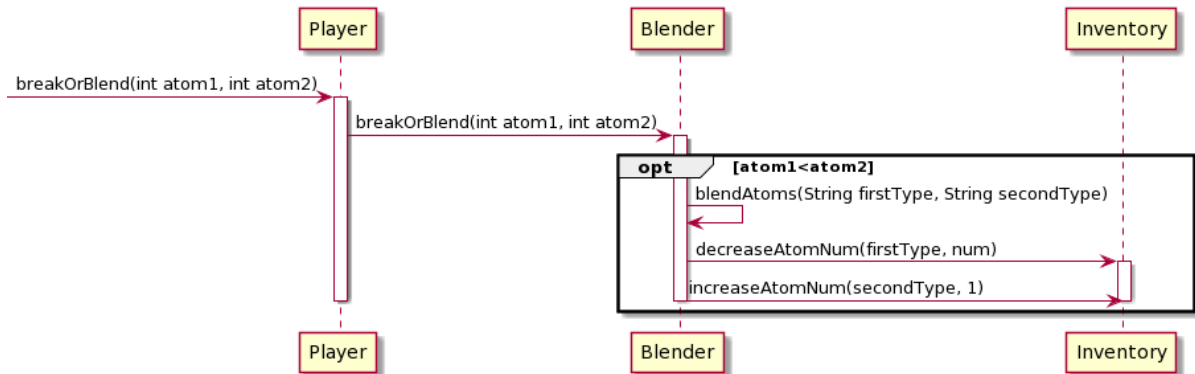 Player
Blender
Inventory
breakOrBlend(int atom1, int atom2)
breakOrBlend(int atom1, int atom2)
opt
[atom1<atom2]
blendAtoms(String firstType, String secondType)
decreaseAtomNum(firstType, num)
increaseAtomNum(secondType, 1)
Player
Blender
Inventory